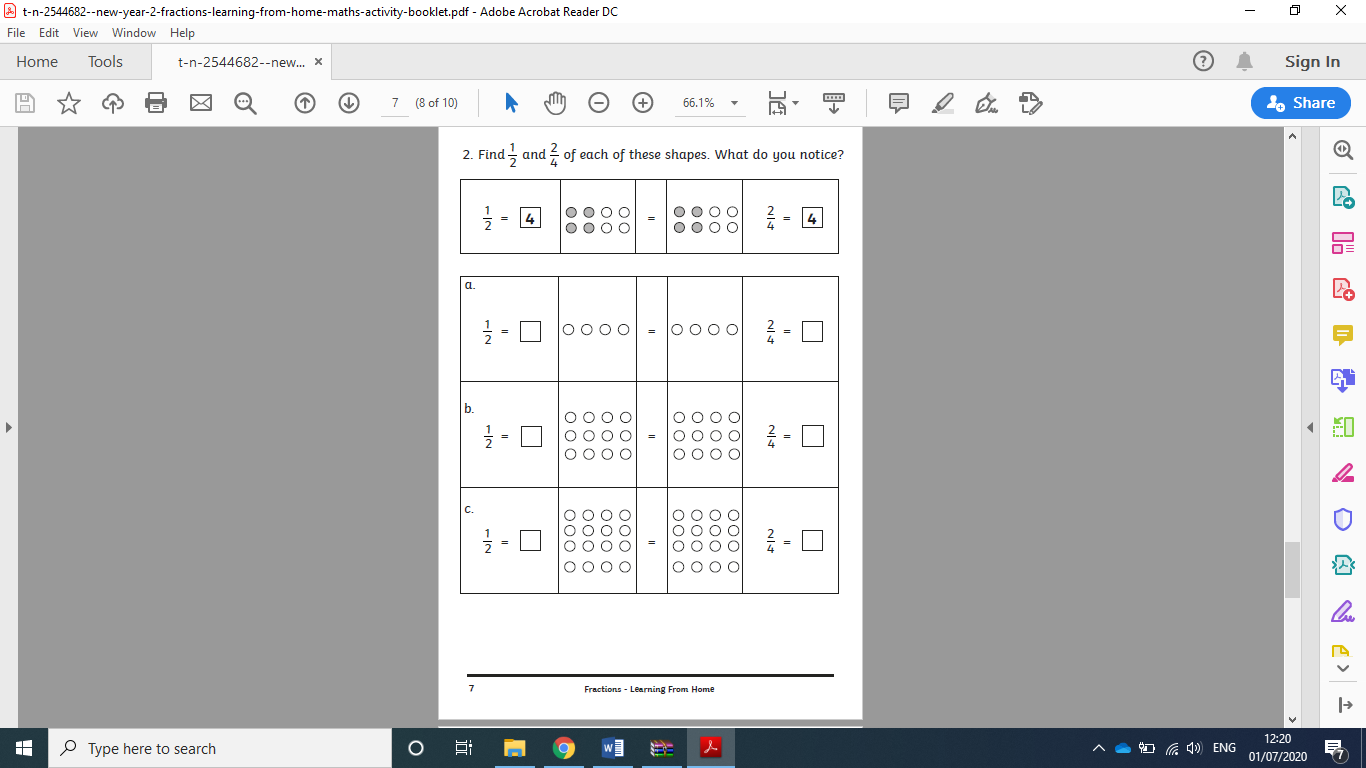 t-n-2544682--new-year-2-fractions-learning-from-home-maths-activity-booklet.pdf - Adobe Acrobat Reader DC
File Edit View Window Help
Home Tools t-n-2544682--new... × Sign In
7 (8 of 10) 66.1% Share
2. Find 1/2 and 2/4 of each of these shapes. What do you notice?
1/2 = 4 = 2/4 = 4
a.
1/2 = = 2/4 =
b.
1/2 = = 2/4 =
c.
1/2 = = 2/4 =
7 Fractions - Learning From Home
Type here to search
ENG
12:20
01/07/2020
7